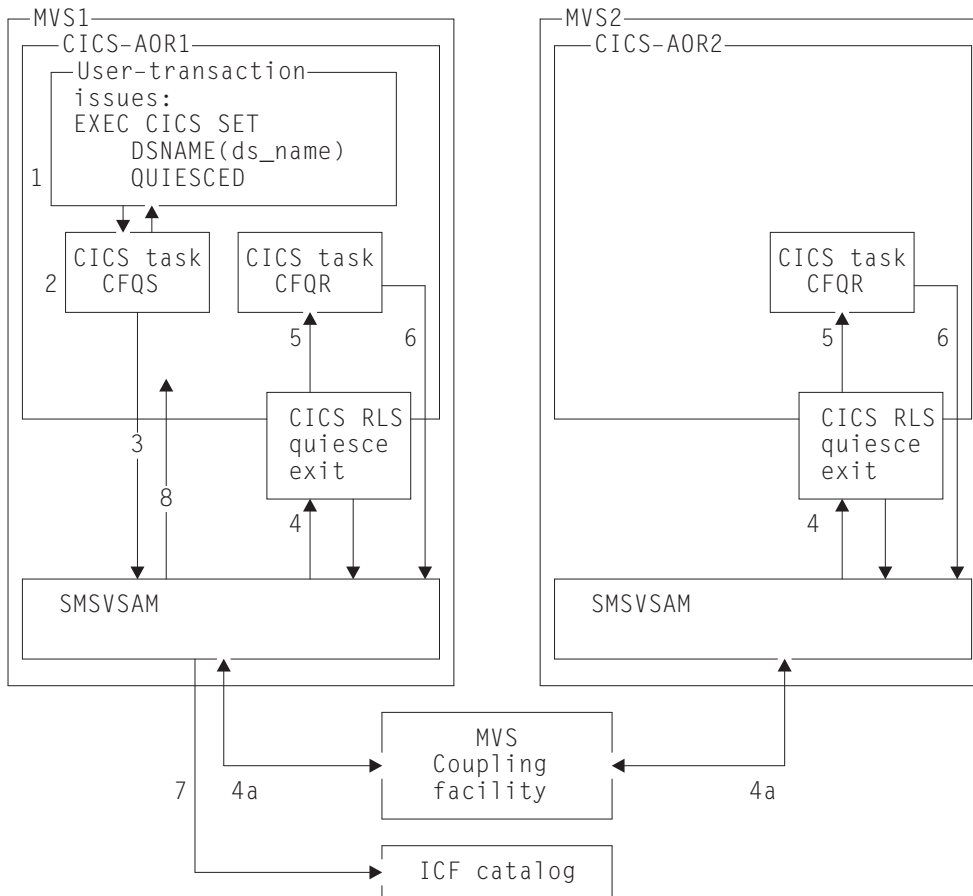 MVS1
CICS-AOR1
User-transaction
issues:
EXEC CICS SET
DSNAME(ds_name)
1 QUIESCED
CICS task
2 CFQS
CICS task
CFQR
5 6
CICS RLS
quiesce
exit
3
8
4
SMSVSAM
MVS2
CICS-AOR2
CICS task
CFQR
5 6
CICS RLS
quiesce
exit
4
SMSVSAM
MVS
Coupling
facility
7 4a 4a
ICF catalog